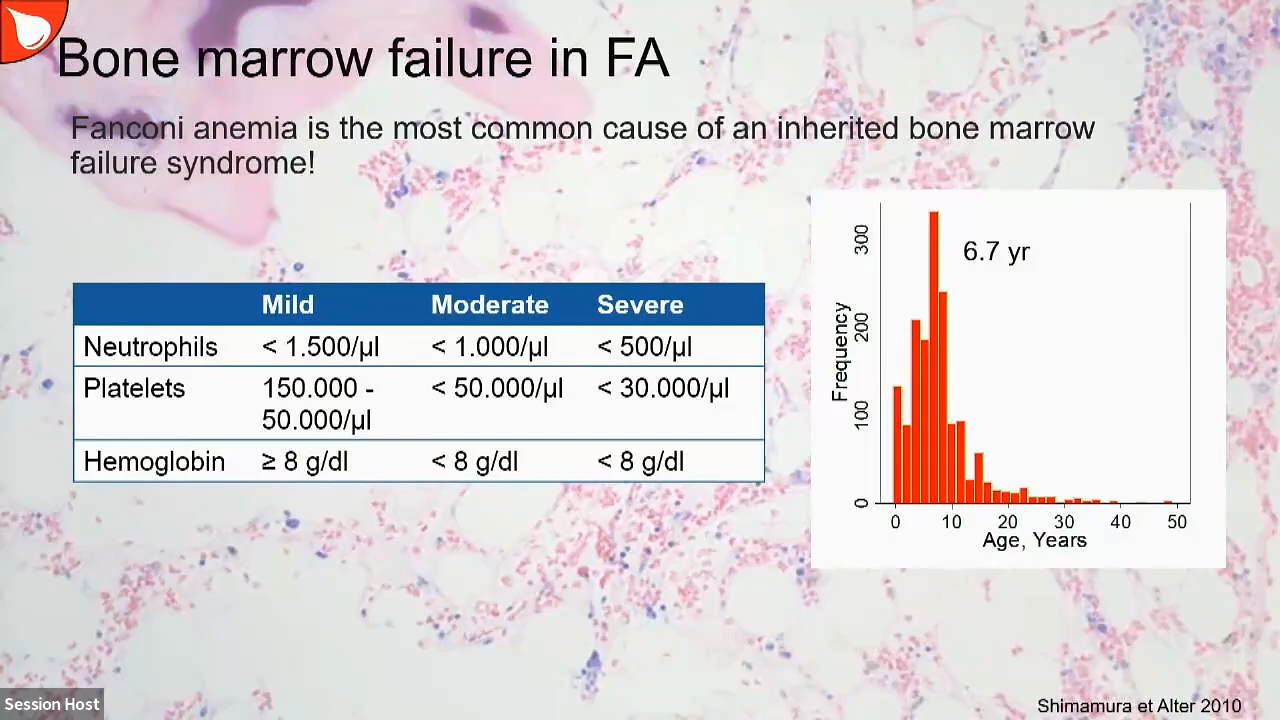 Bone marrow failure in FA
Fanconi anemia is the most common cause of an inherited bone marrow
failure syndrome!
Mild Moderate Severe
Neutrophils < 1.500/µl < 1.000/µl < 500/µl
Platelets 150.000 - < 50.000/µl < 30.000/µl
50.000/µl
Hemoglobin ≥ 8 g/dl < 8 g/dl < 8 g/dl
6.7 yr
Frequency
300
200
100
0
0 10 20 30 40 50
Age, Years
Session Host
Shimamura et Alter 2010